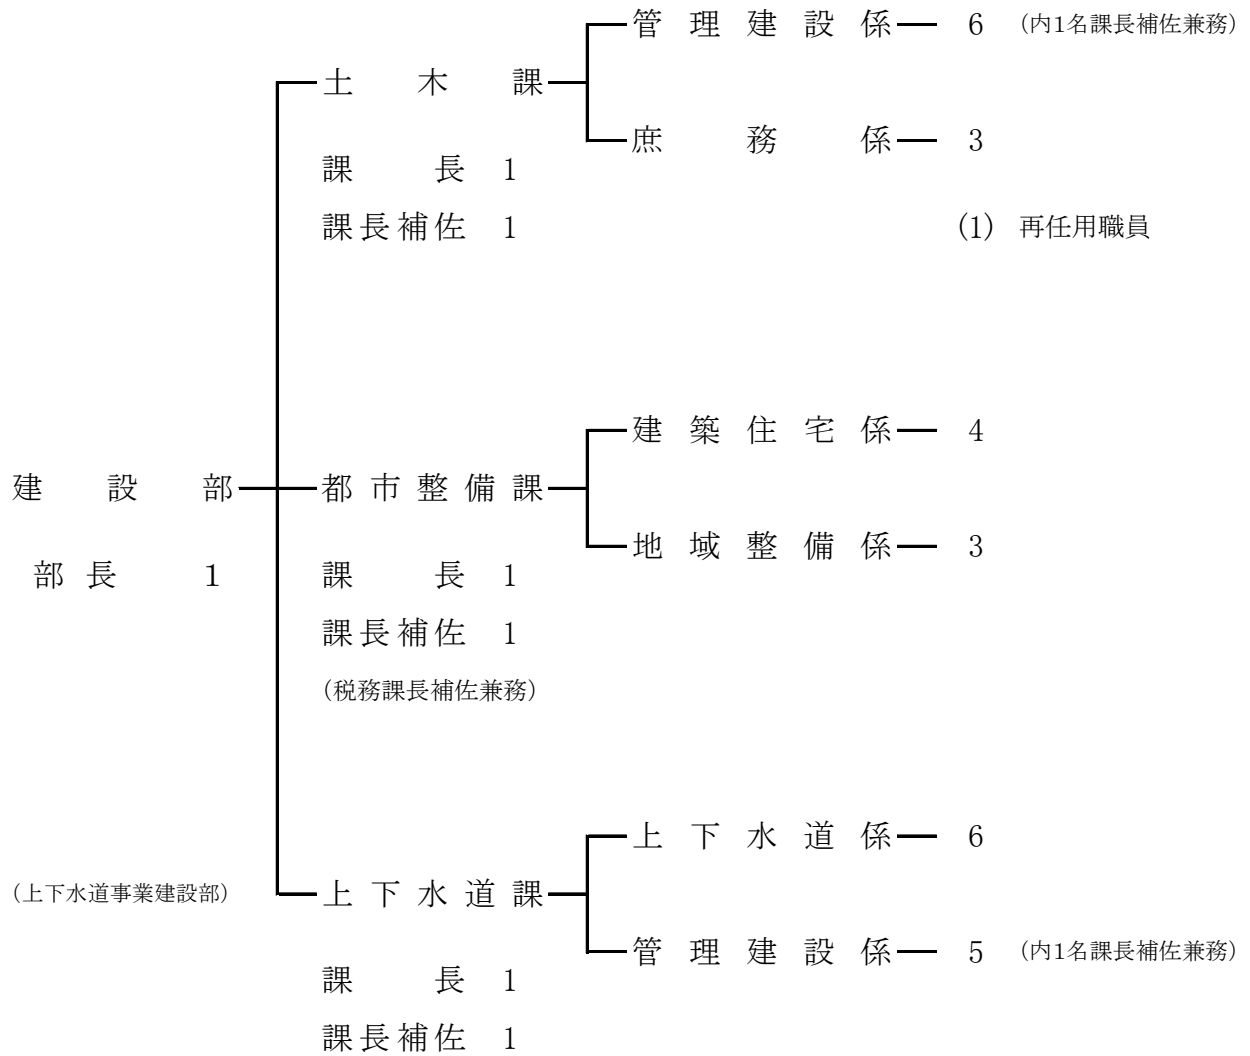 管理建設係 6 (内1名課長補佐兼務)
土木課
庶務係 3
課長 1
課長補佐 1
(1) 再任用職員
建築住宅係 4
建設部
都市整備課
地域整備係 3
部長 1
課長 1
課長補佐 1
(税務課長補佐兼務)
上下水道係 6
(上下水道事業建設部)
上下水道課
管理建設係 5 (内1名課長補佐兼務)
課長 1
課長補佐 1